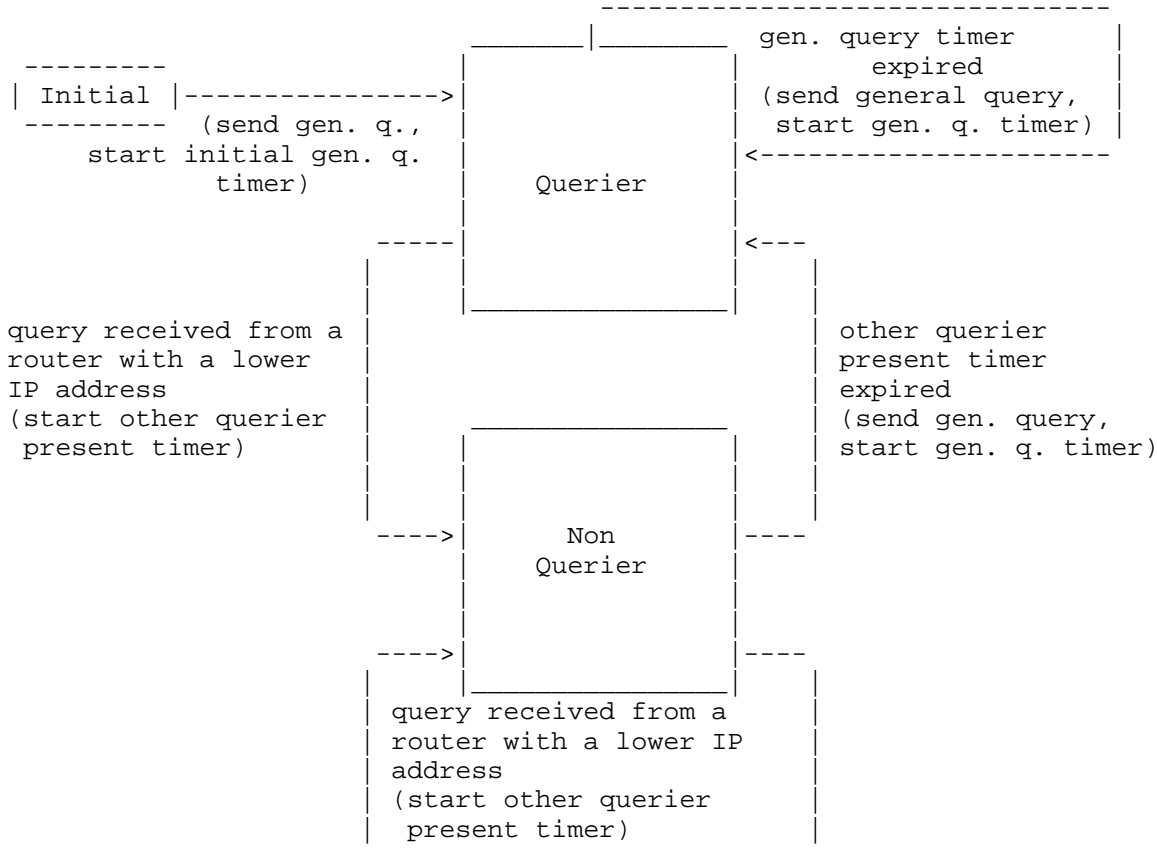 gen. query timer
expired
Initial
(send general query,
(send gen. q.,
start gen. q. timer)
start initial gen. q.
timer)
Querier
query received from a
router with a lower
IP address
(start other querier
present timer)
other querier
present timer
expired
(send gen. query,
start gen. q. timer)
Non
Querier
query received from a
router with a lower IP
address
(start other querier
present timer)